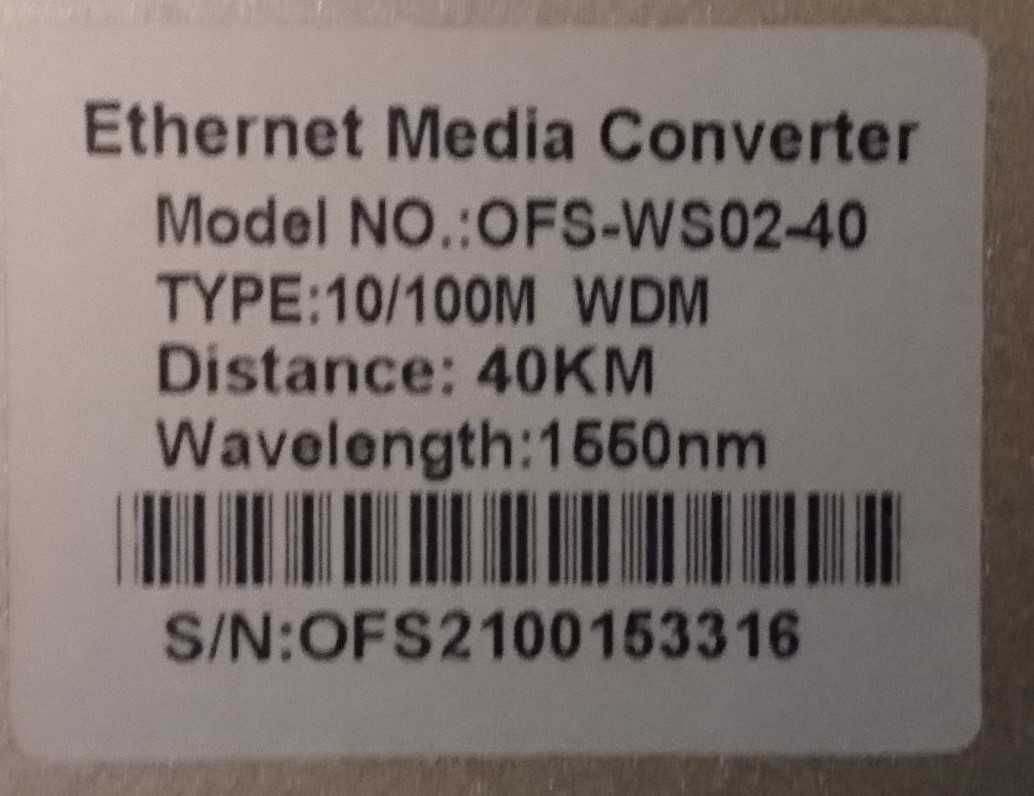 Ethernet Media Converter
Model NO.:OFS-WS02-40
TYPE:10/100M WDM
Distance: 40KM
Wavelength:1550nm
S/N:OFS2100153316